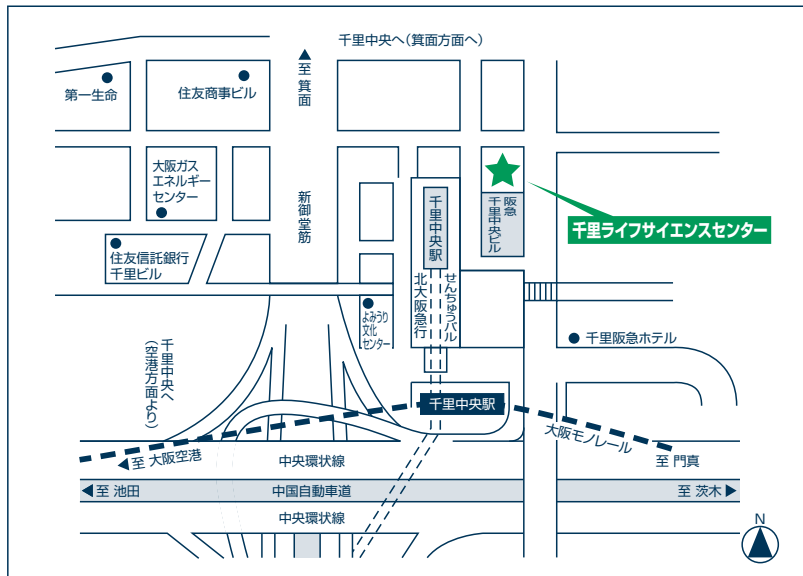 千里中央へ(箕面方面へ)
▲至 箕面
第一生命
住友商事ビル
大阪ガス
エネルギー
センター
新御堂筋
千里中央駅
阪急
千里中央ビル
千里ライフサイエンスセンター
住友信託銀行
千里ビル
よみうり
文化
センター
北大阪急行
せんちゅうパル
千里阪急ホテル
千里中央へ
(空港方面より)
千里中央駅
大阪モノレール
◀至 大阪空港
中央環状線
至 門真
◀至 池田
中国自動車道
至 茨木▶
中央環状線
N